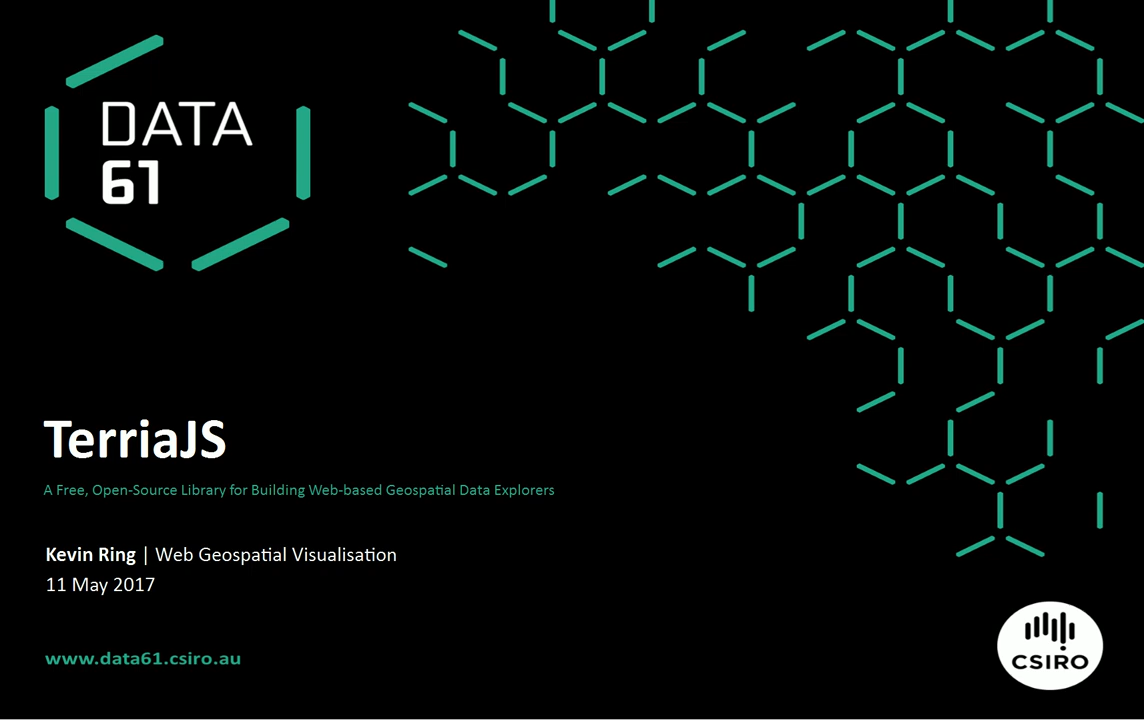 DATA
61
TerriaJS
A Free, Open-Source Library for Building Web-based Geospatial Data Explorers
Kevin Ring | Web Geospatial Visualisation
11 May 2017
www.data61.csiro.au
CSIRO